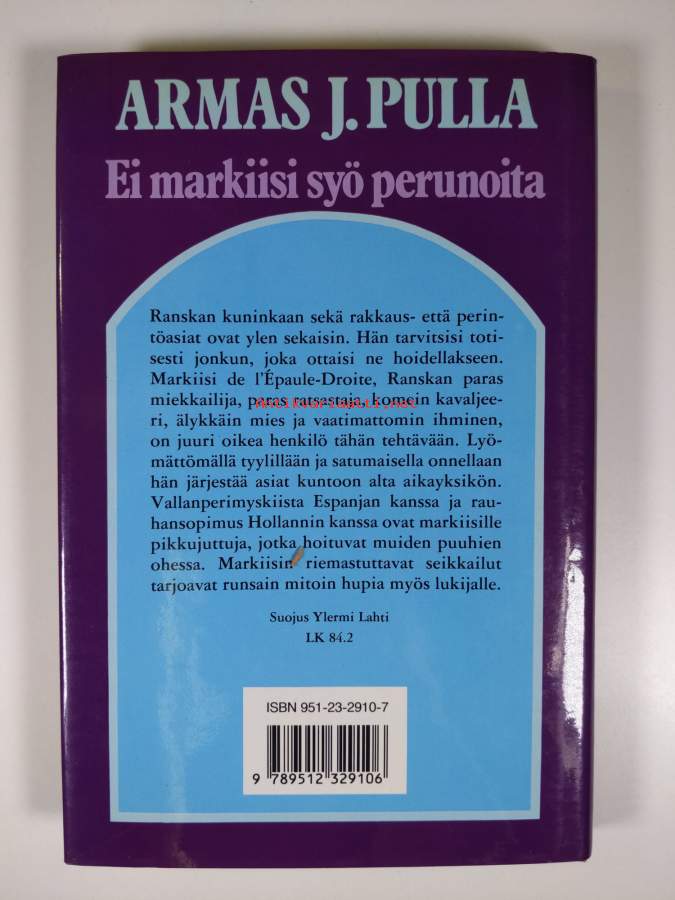 ARMAS J. PULLA
Ei markiisi syö perunoita
Ranskan kuninkaan sekä rakkaus- että perin-
töasiat ovat ylen sekaisin. Hän tarvitsisi toti-
sesti jonkun, joka ottaisi ne hoidellakseen.
Markiisi de l'Épaule-Droite, Ranskan paras
miekkailija, paras ratsastaja, komein kavaljee-
Antikvariaatti.net
ri, älykkäin mies ja vaatimattomin ihminen,
on juuri oikea henkilö tähän tehtävään. Lyö-
mättömällä tyylillään ja satumaisella onnellaan
hän järjestää asiat kuntoon alta aikayksikön.
Vallanperimyskiista Espanjan kanssa ja rau-
hansopimus Hollannin kanssa ovat markiisille
pikkujuttuja, jotka hoituvat muiden puuhien
ohessa. Markiisin riemastuttavat seikkailut
tarjoavat runsain mitoin hupia myös lukijalle.
Suojus Ylermi Lahti
LK 84.2
ISBN 951-23-2910-7
9 789512 329106